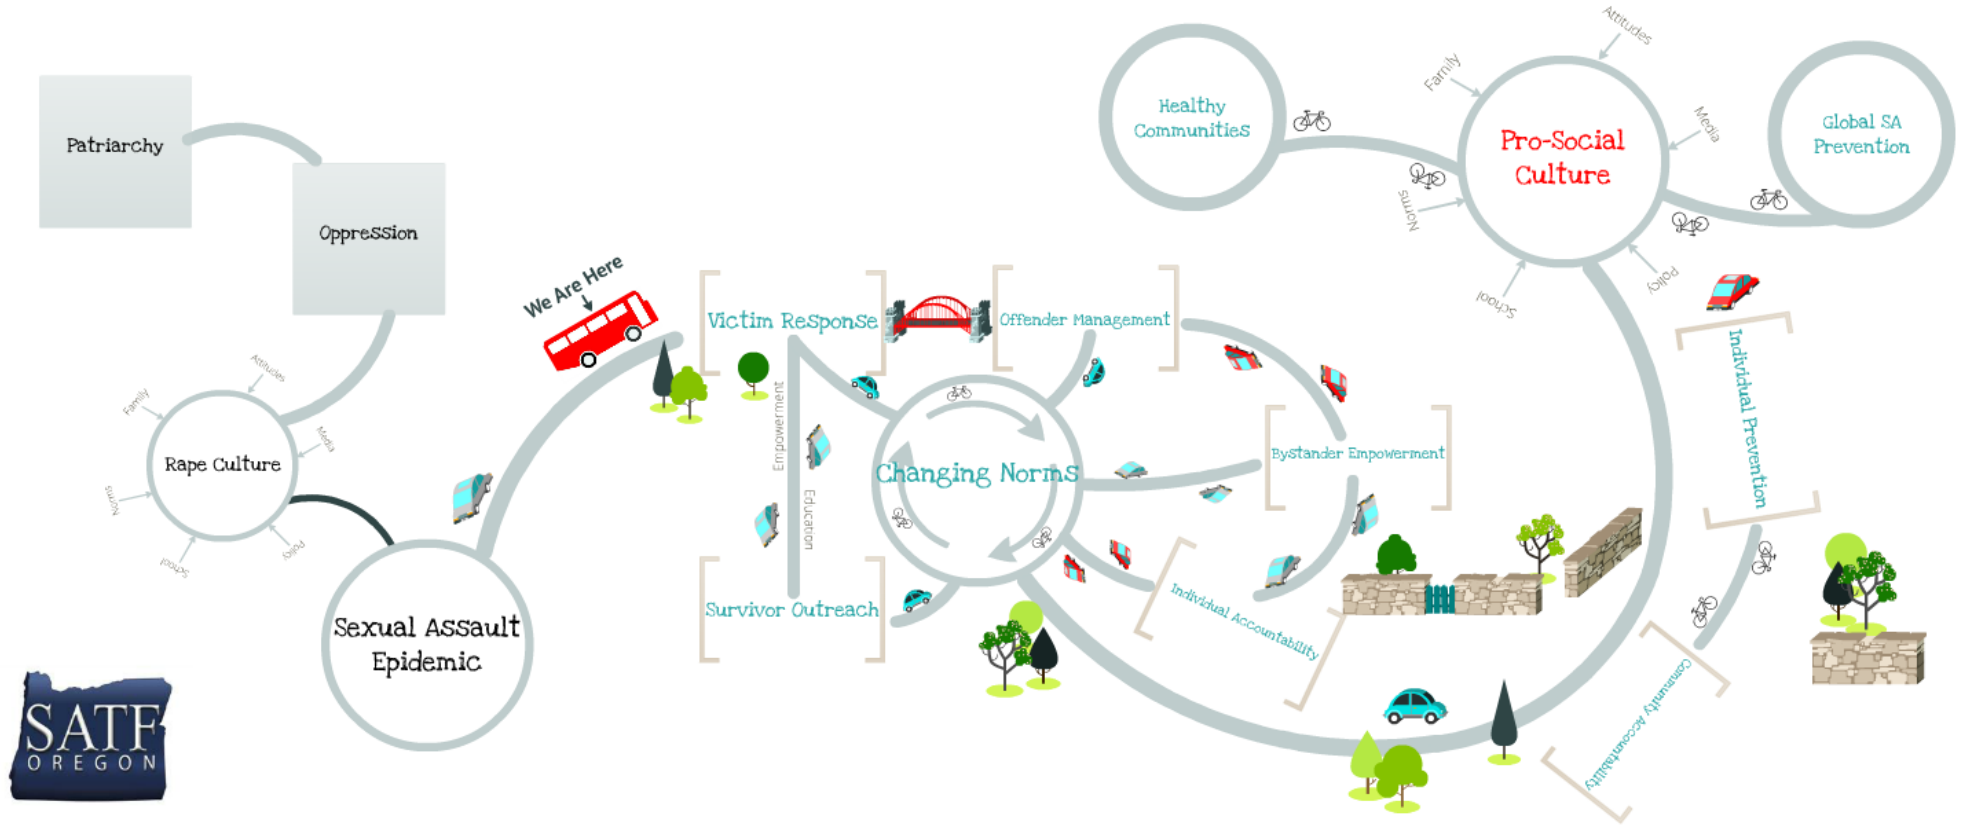 Patriarchy
Oppression
Attitudes
Family
Media
Rape Culture
Norms
Policy
School
Sexual Assault
Epidemic
SATF
OREGON
We Are Here
Victim Response
Offender Management
Empowerment
Education
Changing Norms
Survivor Outreach
Bystander Empowerment
Individual Accountability
Healthy
Communities
Attitudes
Family
Media
Pro-Social
Culture
Norms
Policy
School
Global SA
Prevention
Individual Prevention
Community Accountability